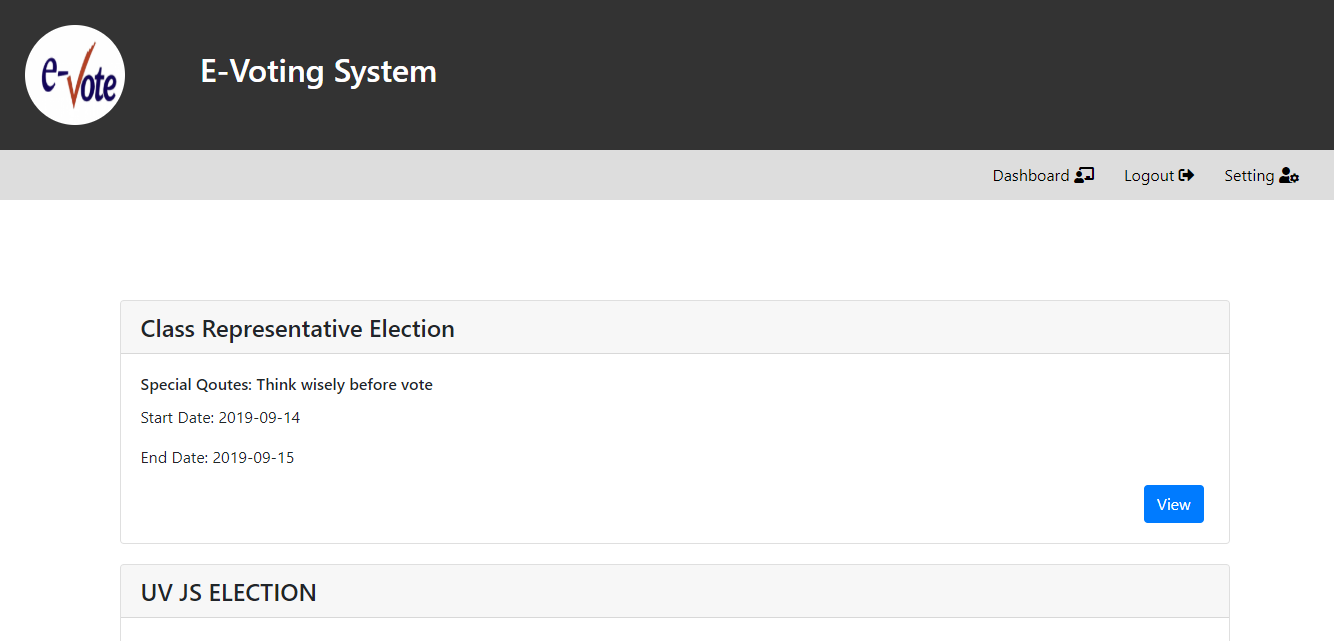 e-Vote
E-Voting System
Dashboard
Logout
Setting
Class Representative Election
Special Qoutes: Think wisely before vote
Start Date: 2019-09-14
End Date: 2019-09-15
View
UV JS ELECTION